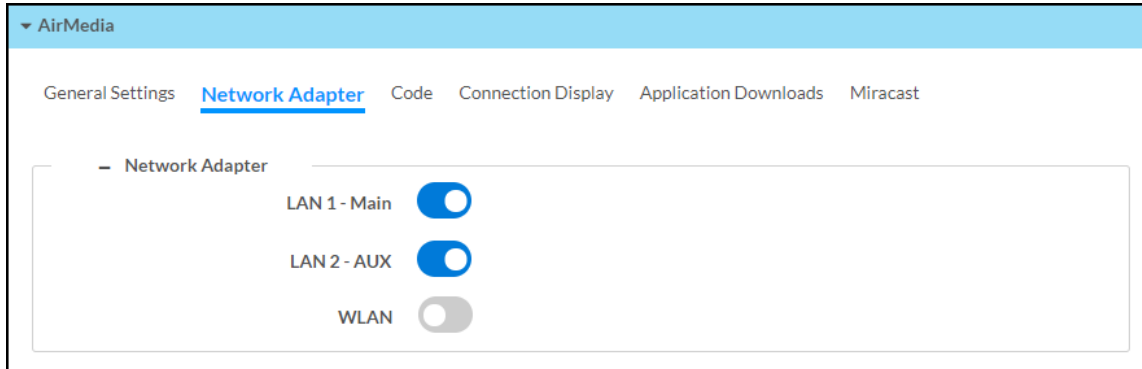 AirMedia
General Settings Network Adapter Code Connection Display Application Downloads Miracast
Network Adapter
LAN 1 - Main
LAN 2 - AUX
WLAN